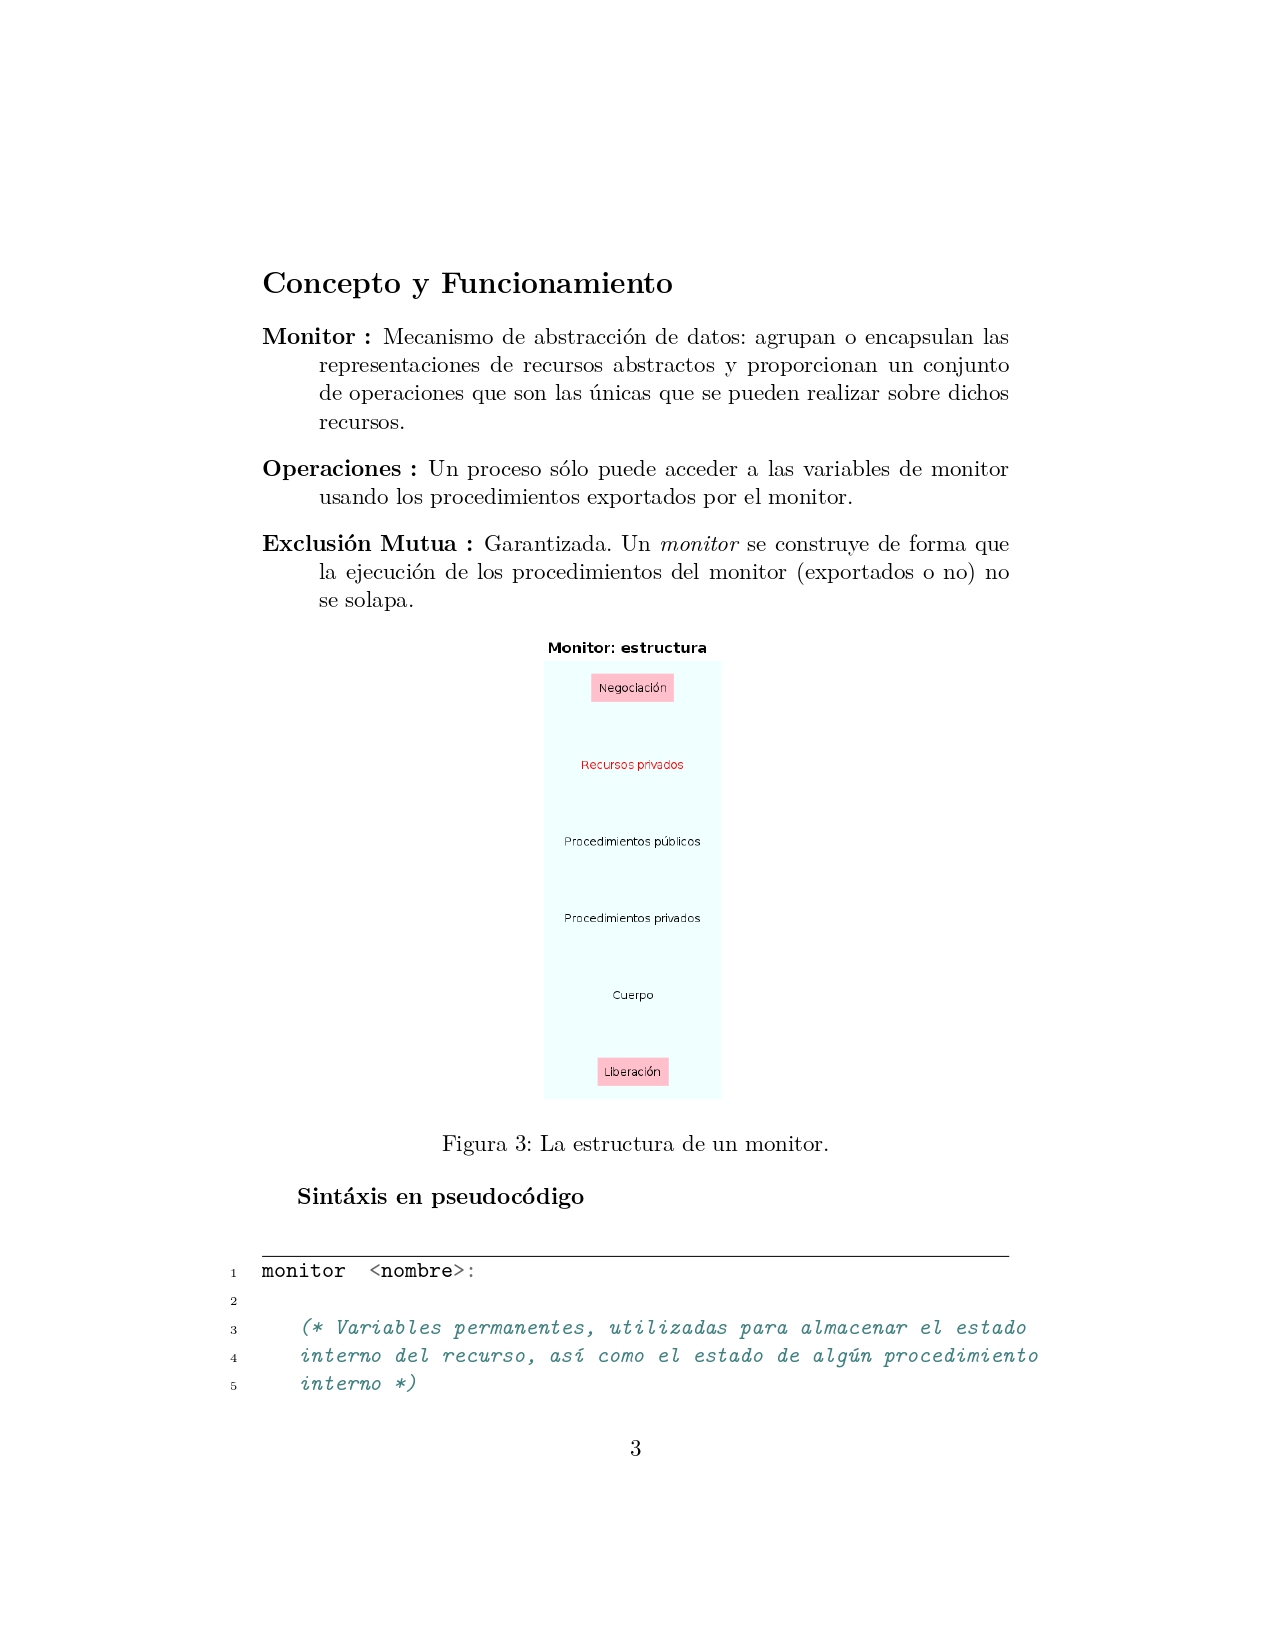 Concepto y Funcionamiento
Monitor : Mecanismo de abstracción de datos: agrupan o encapsulan las
representaciones de recursos abstractos y proporcionan un conjunto
de operaciones que son las únicas que se pueden realizar sobre dichos
recursos.
Operaciones : Un proceso sólo puede acceder a las variables de monitor
usando los procedimientos exportados por el monitor.
Exclusión Mutua : Garantizada. Un monitor se construye de forma que
la ejecución de los procedimientos del monitor (exportados o no) no
se solapa.
Monitor: estructura
Negociación
Recursos privados
Procedimientos públicos
Procedimientos privados
Cuerpo
Liberación
Figura 3: La estructura de un monitor.
Sintáxis en pseudocódigo
1 monitor <nombre>:
2
3 (* Variables permanentes, utilizadas para almacenar el estado
4 interno del recurso, así como el estado de algún procedimiento
5 interno *)
3